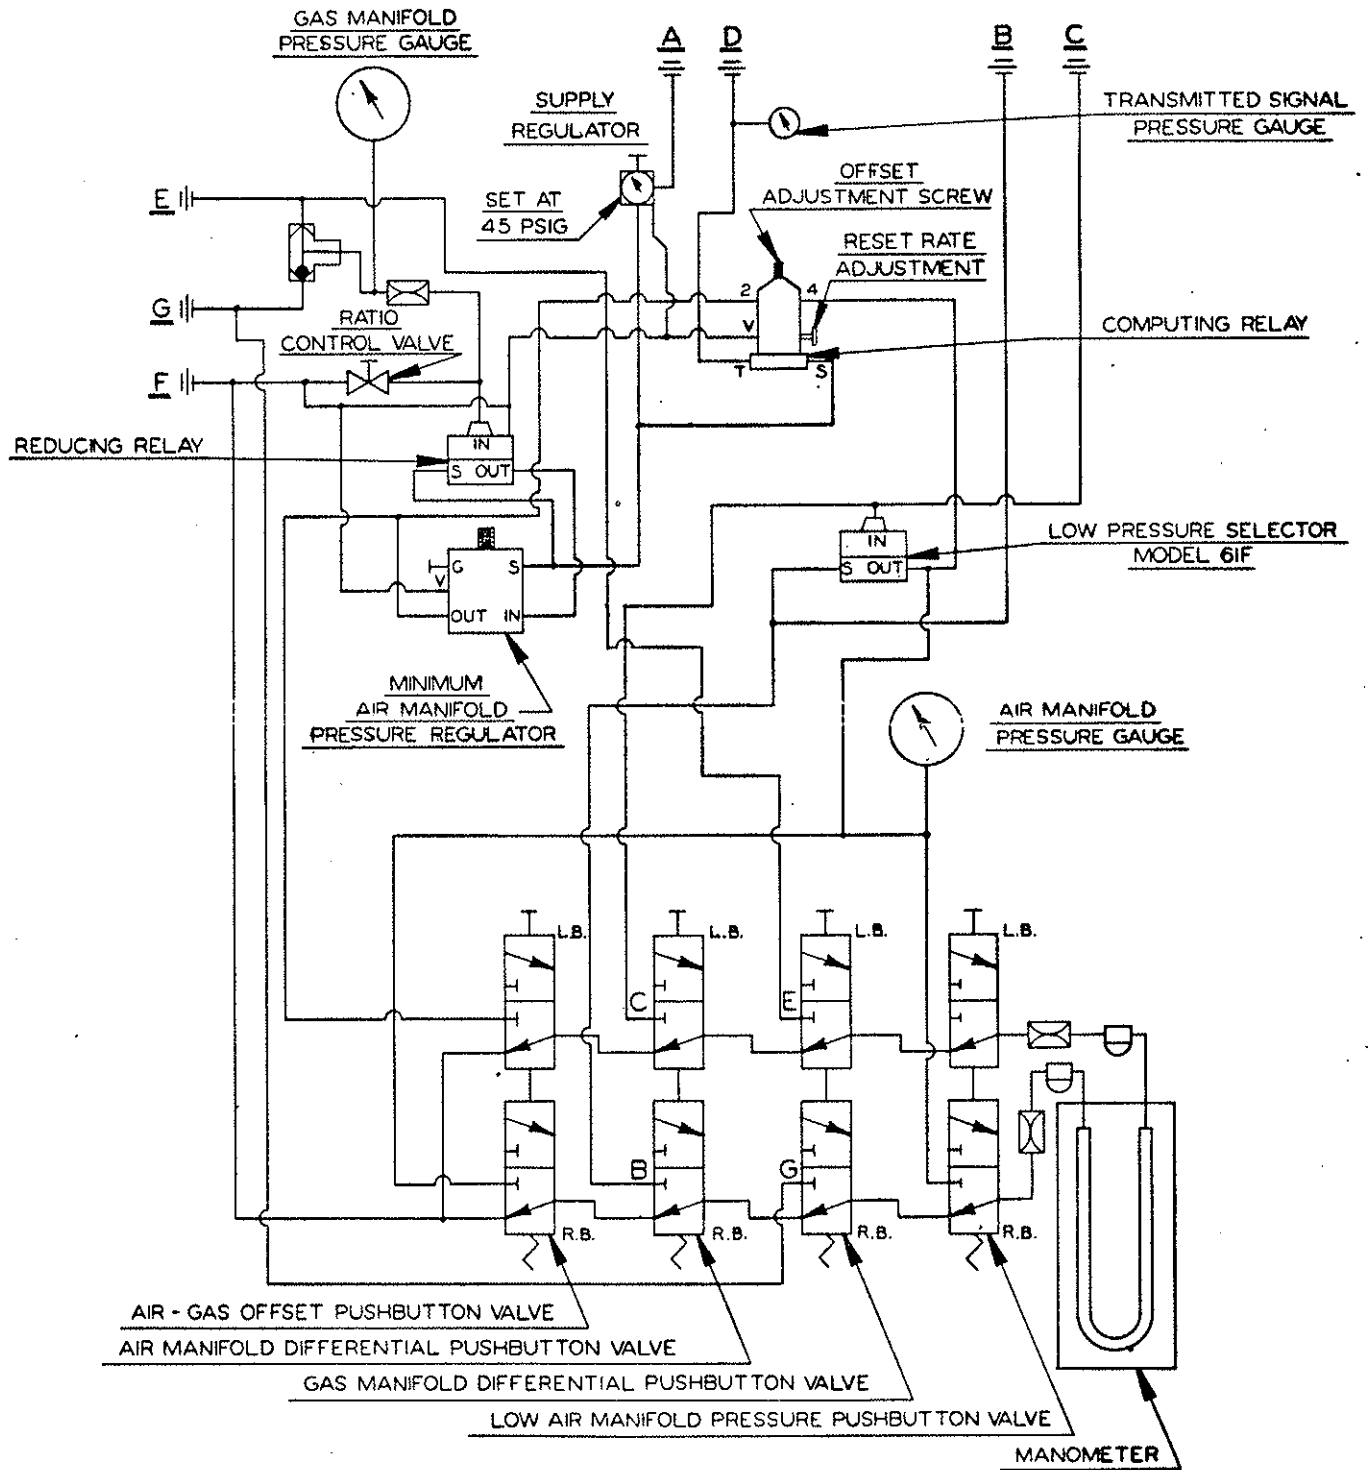 GAS MANIFOLD
PRESSURE GAUGE
A
D
B
C
SUPPLY
REGULATOR
TRANSMITTED SIGNAL
PRESSURE GAUGE
E
SET AT
45 PSIG
OFFSET
ADJUSTMENT SCREW
RESET RATE
ADJUSTMENT
G
RATIO
CONTROL VALVE
2
4
V
COMPUTING RELAY
T
S
F
REDUCING RELAY
IN
S OUT
G
S
V
OUT
IN
IN
S OUT
LOW PRESSURE SELECTOR
MODEL 61F
MINIMUM
AIR MANIFOLD
PRESSURE REGULATOR
AIR MANIFOLD
PRESSURE GAUGE
L.B.
L.B.
L.B.
L.B.
C
E
B
G
R.B.
R.B.
R.B.
R.B.
AIR - GAS OFFSET PUSHBUTTON VALVE
AIR MANIFOLD DIFFERENTIAL PUSHBUTTON VALVE
GAS MANIFOLD DIFFERENTIAL PUSHBUTTON VALVE
LOW AIR MANIFOLD PRESSURE PUSHBUTTON VALVE
MANOMETER